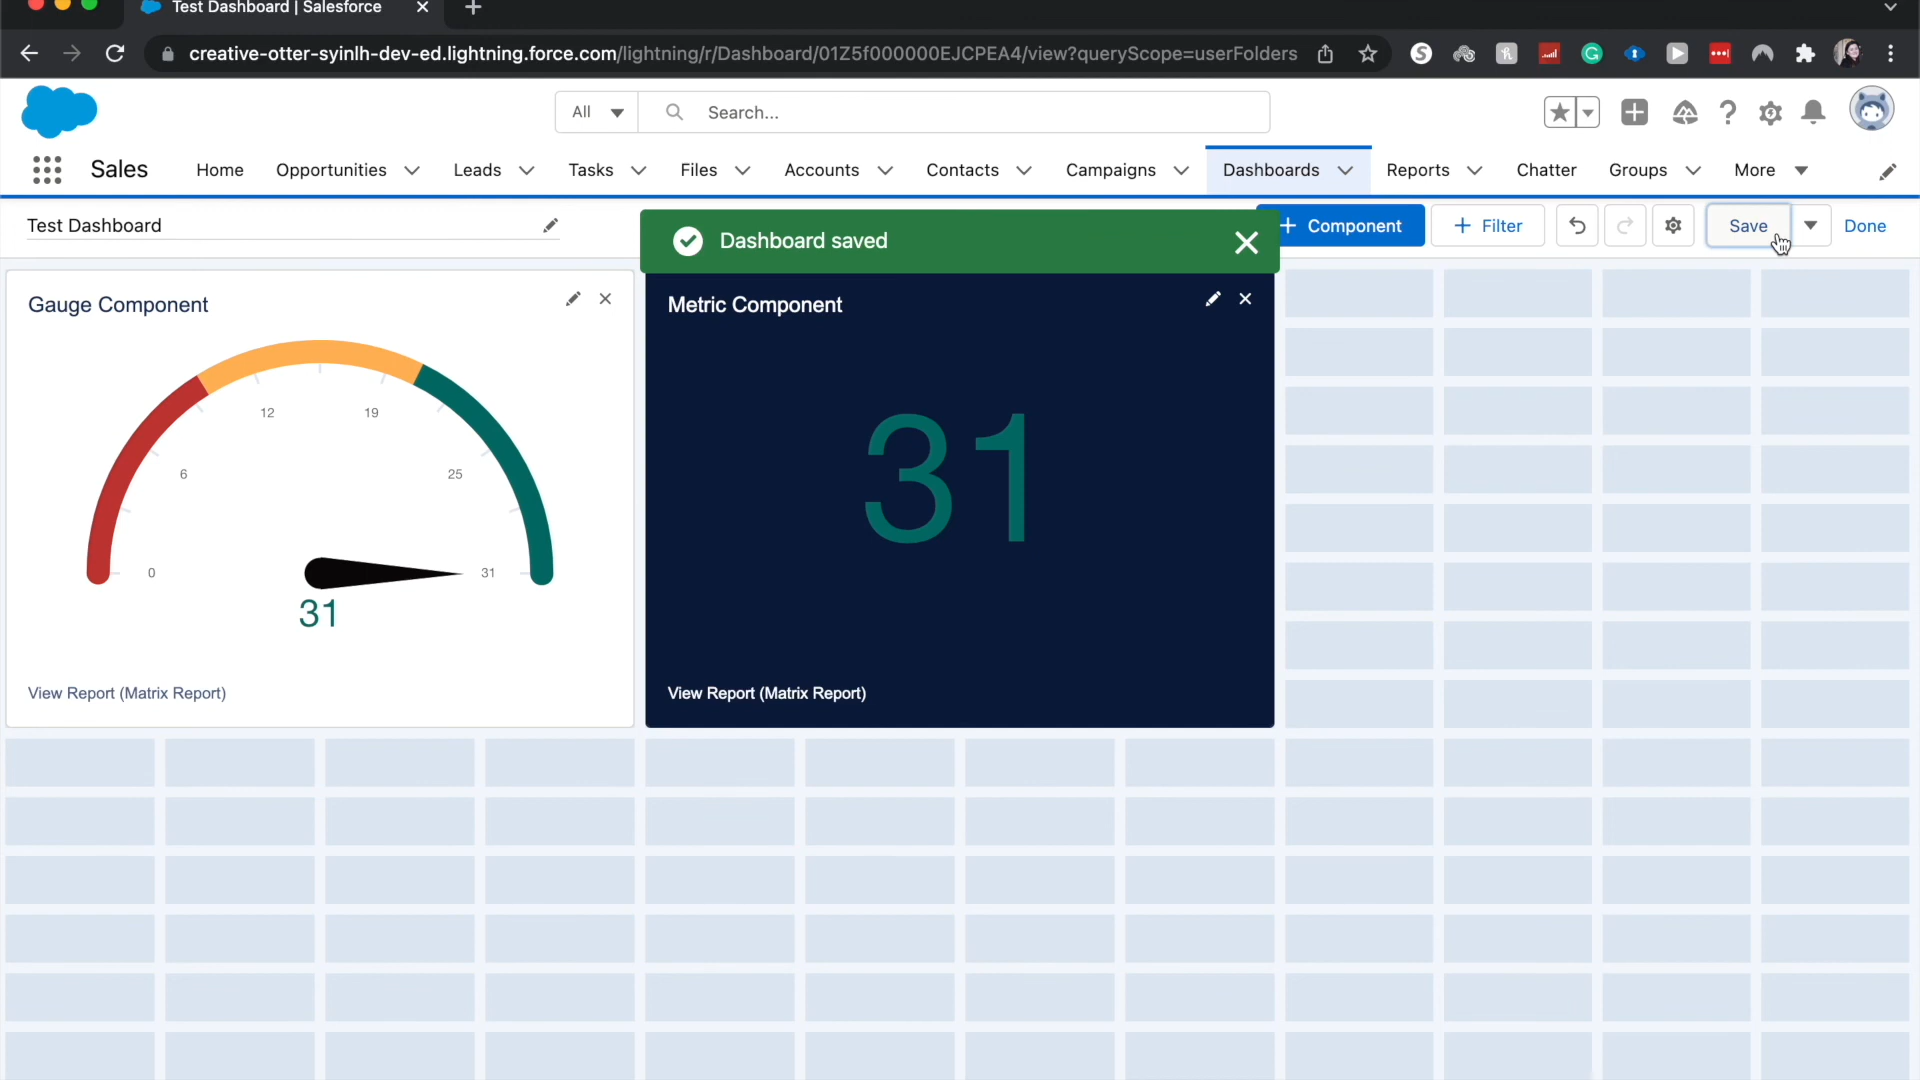 Test Dashboard | Salesforce
creative-otter-syinlh-dev-ed.lightning.force.com/lightning/r/Dashboard/01Z5f000000EJCPEA4/view?queryScope=userFolders
All
Search...
Sales
Home
Opportunities
Leads
Tasks
Files
Accounts
Contacts
Campaigns
Dashboards
Reports
Chatter
Groups
More
Test Dashboard
Dashboard saved
+ Component
+ Filter
Save
Done
Gauge Component
0
6
12
19
25
31
31
View Report (Matrix Report)
Metric Component
31
View Report (Matrix Report)